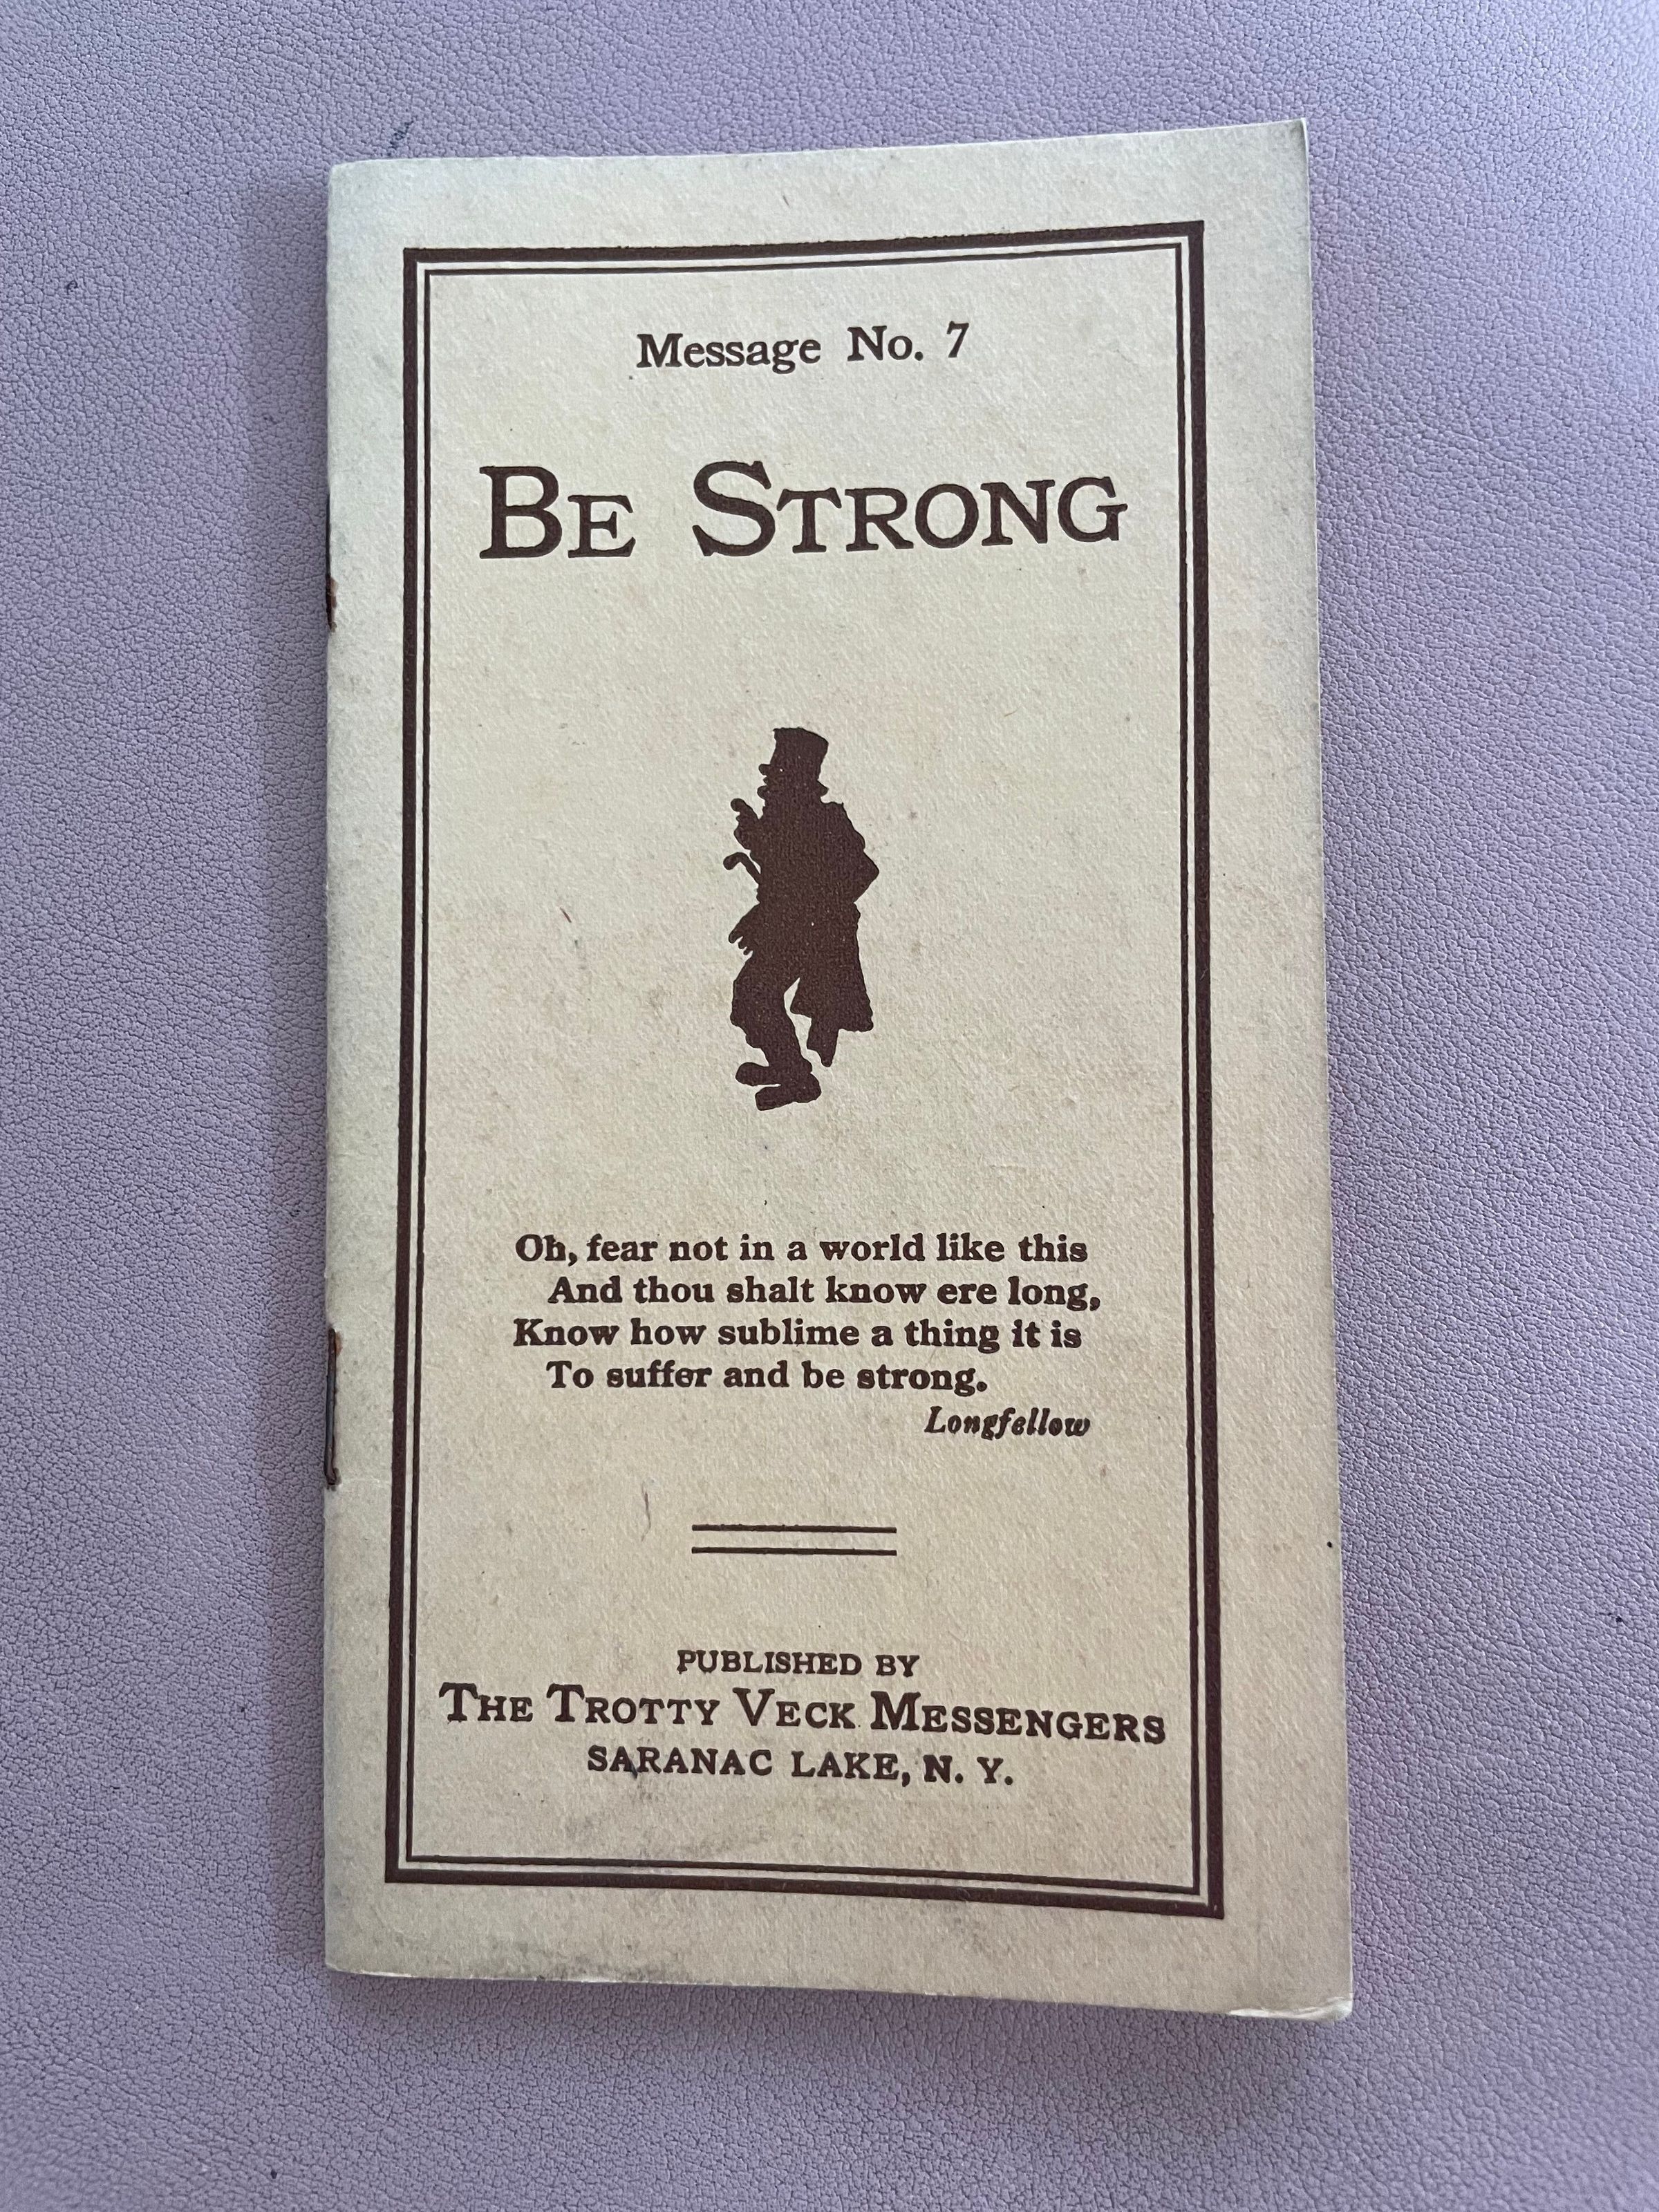 Message No. 7
BE STRONG
Oh, fear not in a world like this
And thou shalt know ere long,
Know how sublime a thing it is
To suffer and be strong.
Longfellow
PUBLISHED BY
THE TROTTY VECK MESSENGERS
SARANAC LAKE, N. Y.